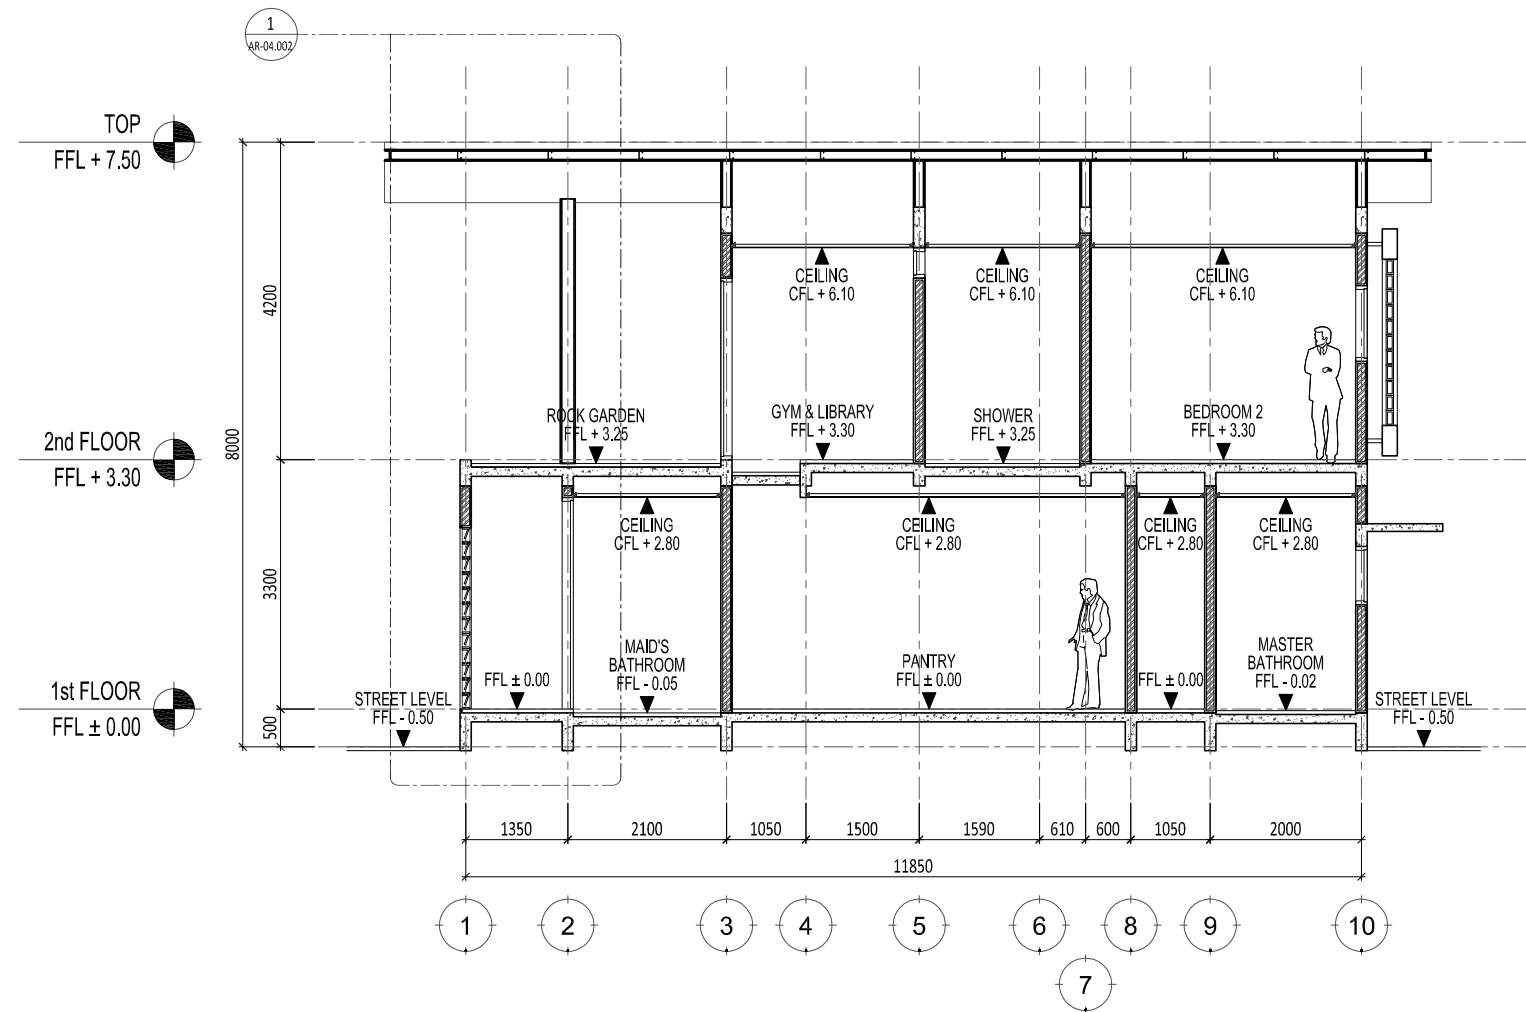 1
AR-04.002
TOP
FFL + 7.50
4200
8000
CEILING
CFL + 6.10
CEILING
CFL + 6.10
CEILING
CFL + 6.10
ROCK GARDEN
FFL + 3.25
GYM & LIBRARY
FFL + 3.30
SHOWER
FFL + 3.25
BEDROOM 2
FFL + 3.30
2nd FLOOR
FFL + 3.30
CEILING
CFL + 2.80
CEILING
CFL + 2.80
CEILING
CFL + 2.80
CEILING
CFL + 2.80
3300
1st FLOOR
FFL ± 0.00
500
STREET LEVEL
FFL - 0.50
FFL ± 0.00
MAID'S
BATHROOM
FFL - 0.05
PANTRY
FFL ± 0.00
FFL ± 0.00
MASTER
BATHROOM
FFL - 0.02
STREET LEVEL
FFL - 0.50
1350 2100 1050 1500 1590 610 600 1050 2000
11850
1 2 3 4 5 6 8 9 10
7